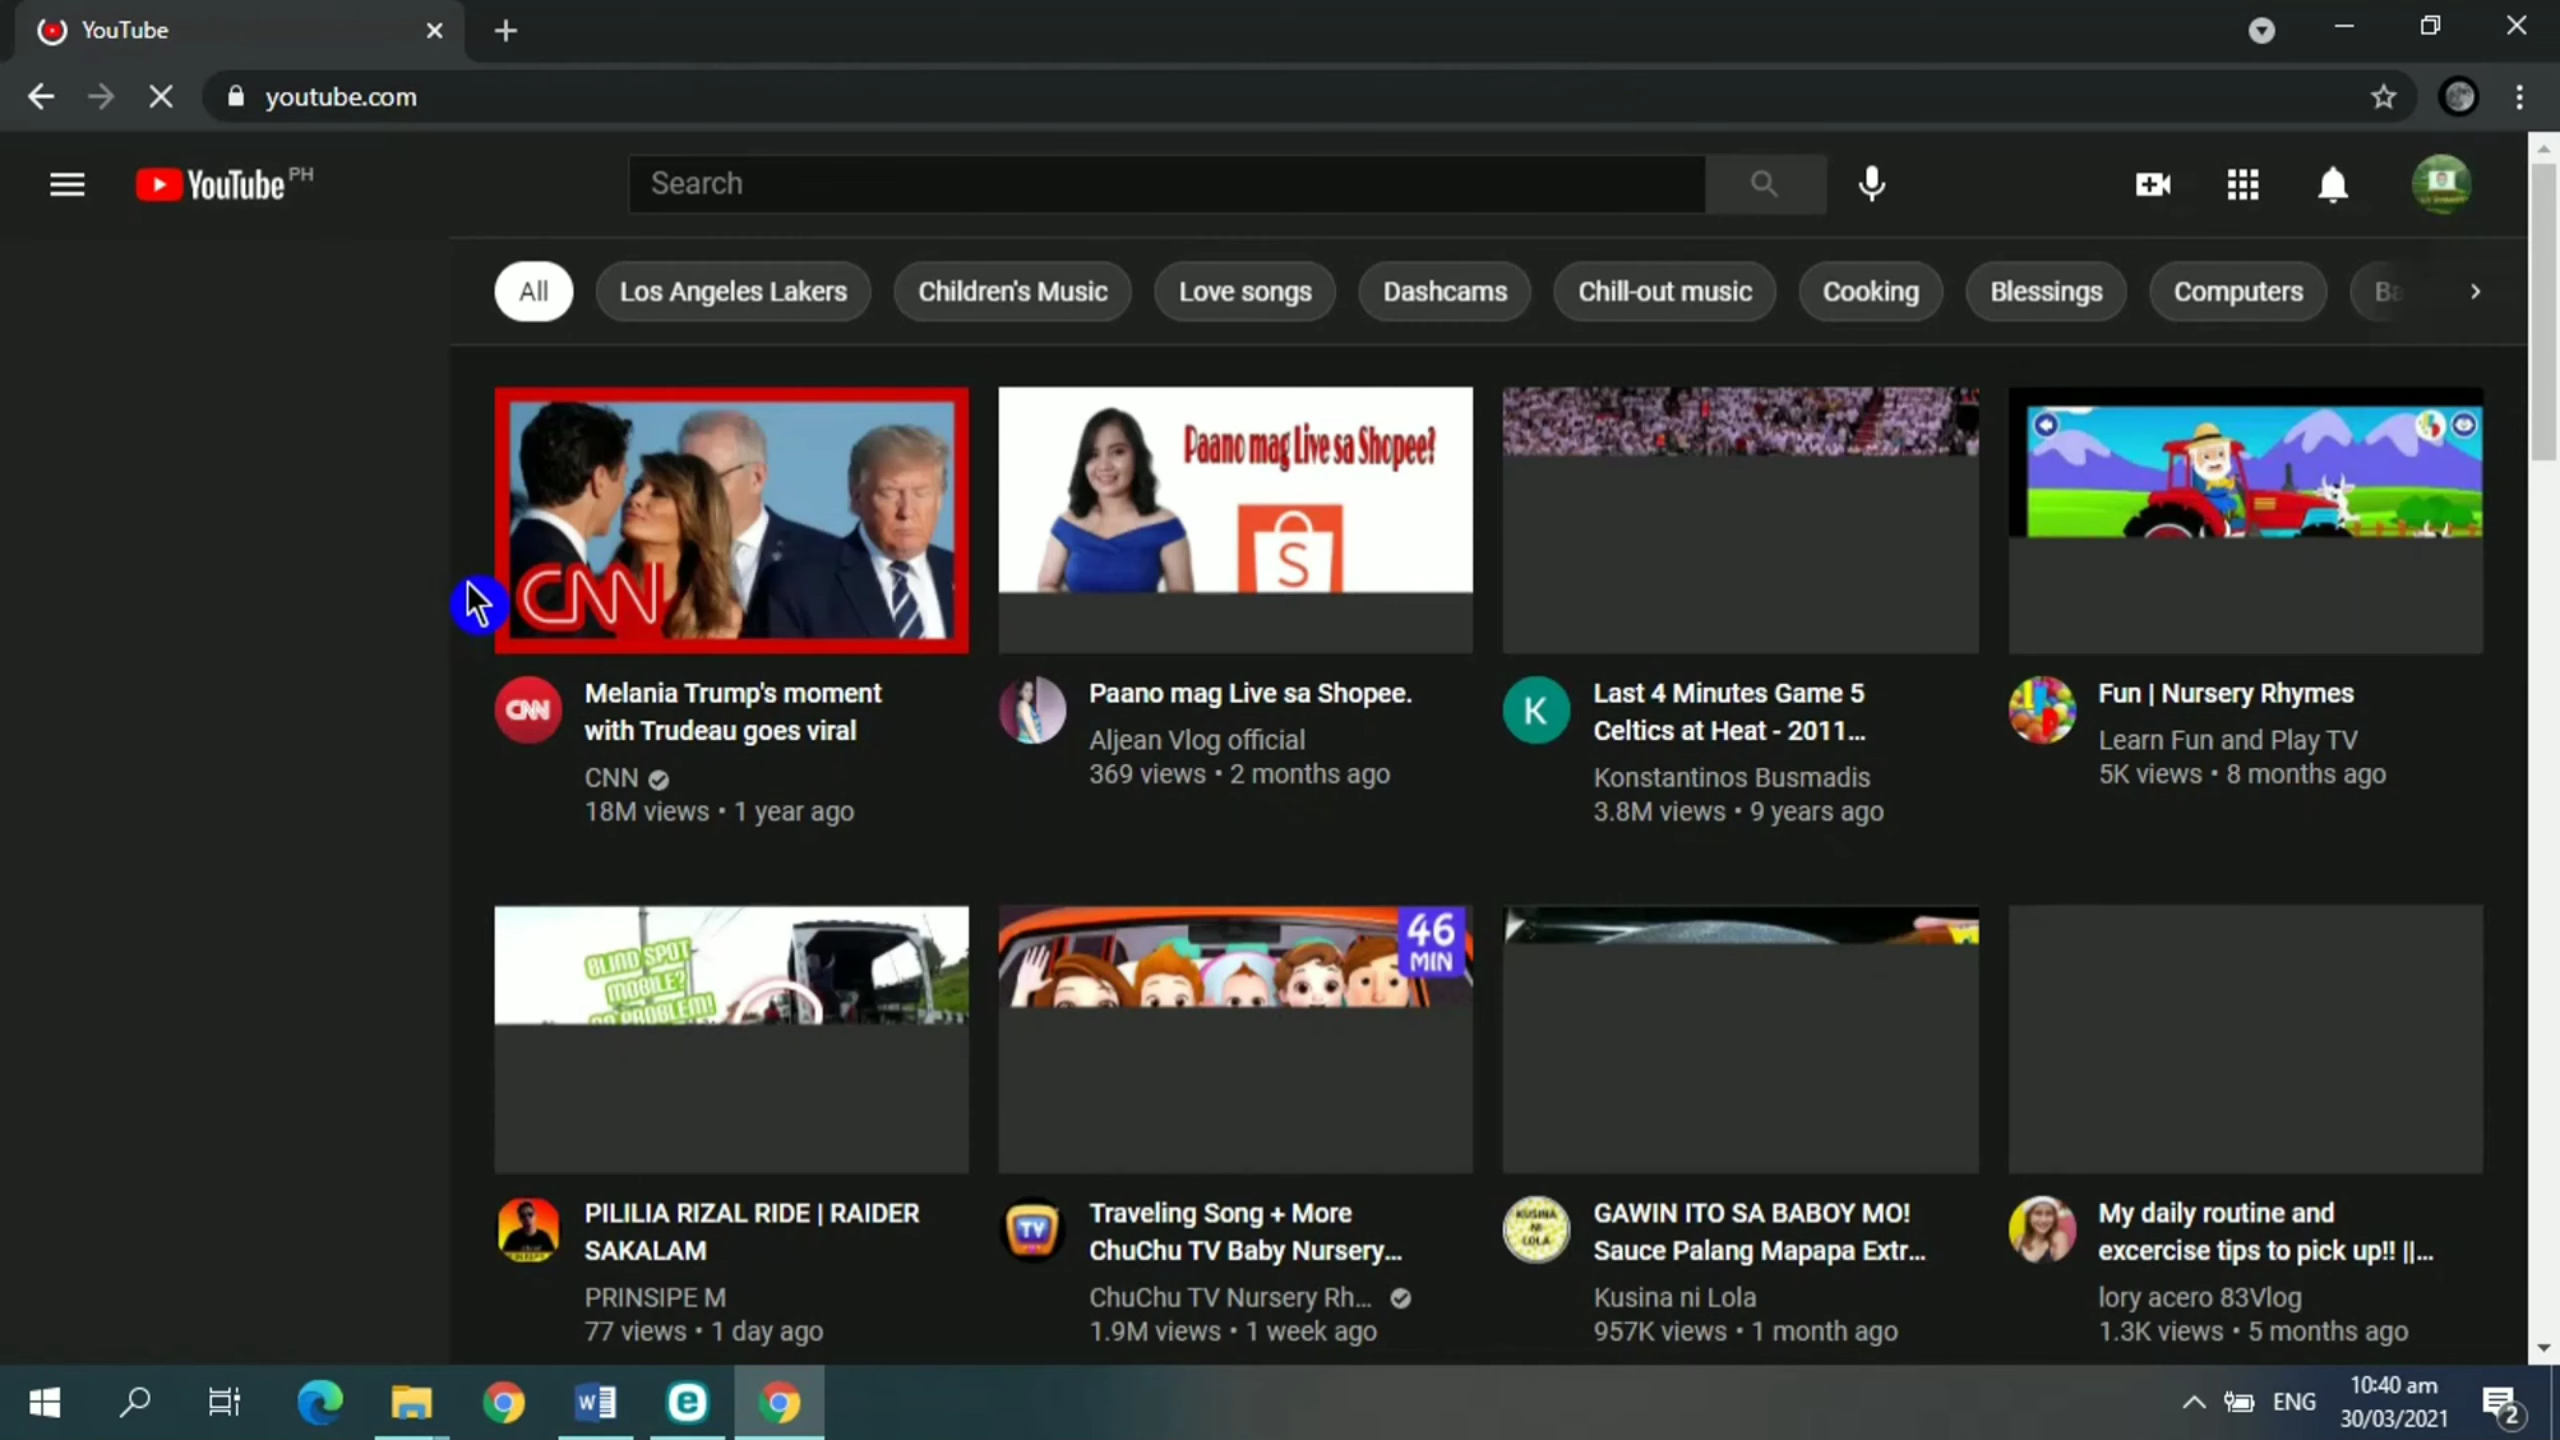 YouTube
youtube.com
YouTube PH
Search
All
Los Angeles Lakers
Children's Music
Love songs
Dashcams
Chill-out music
Cooking
Blessings
Computers
Paano mag Live sa Shopee?
S
CNN
CNN
Melania Trump's moment
with Trudeau goes viral
CNN
18M views • 1 year ago
Paano mag Live sa Shopee.
Aljean Vlog official
369 views • 2 months ago
K
Last 4 Minutes Game 5
Celtics at Heat - 2011...
Konstantinos Busmadis
3.8M views • 9 years ago
Fun | Nursery Rhymes
Learn Fun and Play TV
5K views • 8 months ago
BLIND SPOT
MOBILE?
46
MIN
PILILIA RIZAL RIDE | RAIDER
SAKALAM
PRINSIPE M
77 views • 1 day ago
TV
Traveling Song + More
ChuChu TV Baby Nursery...
ChuChu TV Nursery Rh...
1.9M views • 1 week ago
KUSINA
NI
LOLA
GAWIN ITO SA BABOY MO!
Sauce Palang Mapapa Extr...
Kusina ni Lola
957K views • 1 month ago
My daily routine and
excercise tips to pick up!! ||...
lory acero 83Vlog
1.3K views • 5 months ago
ENG
10:40 am
30/03/2021
2